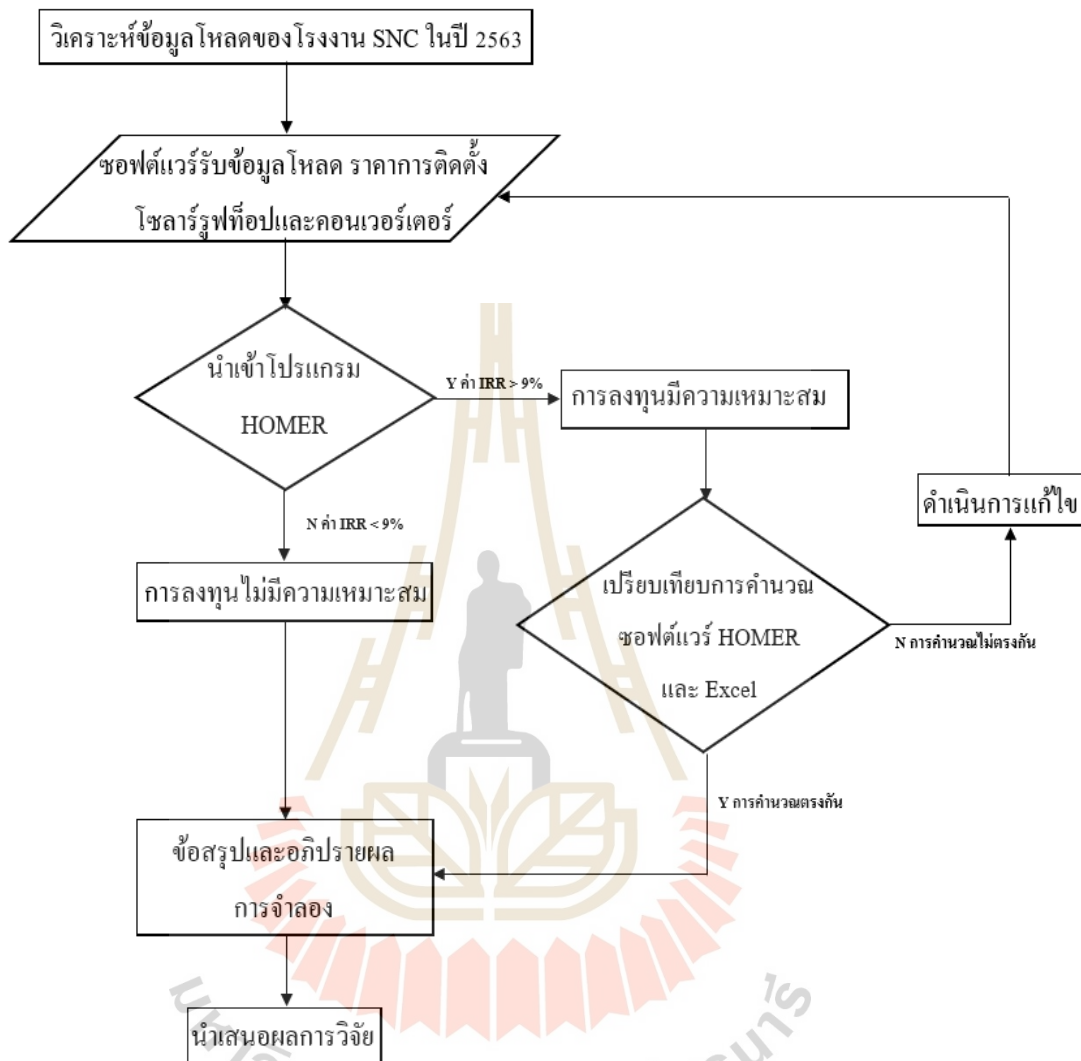 วิเคราะห์ข้อมูลโหลดของโรงงาน SNC ในปี 2563
ซอฟต์แวร์รับข้อมูลโหลด ราคาการติดตั้ง
โซลาร์รูฟท็อปและคอนเวอร์เตอร์
นำเข้าโปรแกรม
HOMER
Y ค่า IRR > 9%
การลงทุนมีความเหมาะสม
N ค่า IRR < 9%
การลงทุนไม่มีความเหมาะสม
ดำเนินการแก้ไข
เปรียบเทียบการคำนวณ
ซอฟต์แวร์ HOMER
และ Excel
N การคำนวณไม่ตรงกัน
Y การคำนวณตรงกัน
ข้อสรุปและอภิปรายผล
การจำลอง
นำเสนอผลการวิจัย